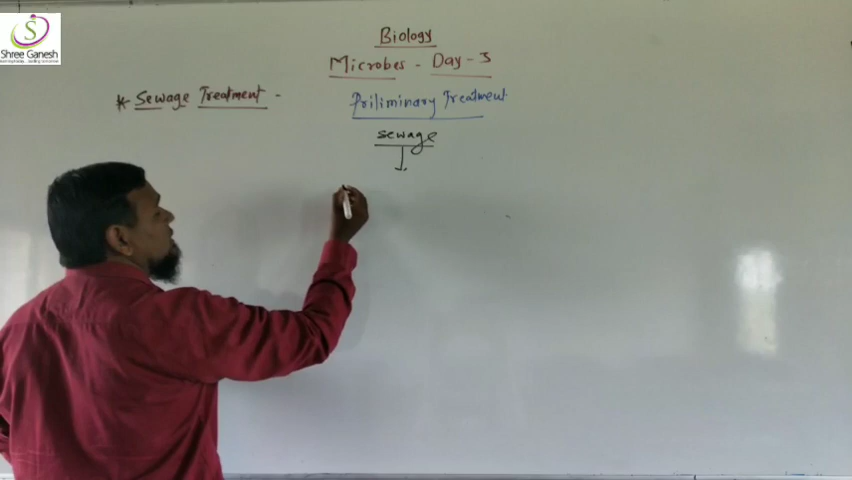 S
Shree Ganesh
Biology
Microbes - Day - 3
* Sewage Treatment -
Priliminary Treatment
sewage